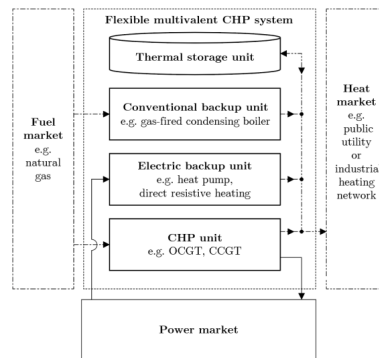 Flexible multivalent CHP system
Thermal storage unit
Conventional backup unit
e.g. gas-fired condensing boiler
Electric backup unit
e.g. heat pump,
direct resistive heating
CHP unit
e.g. OCGT, CCGT
Fuel
market
e.g.
natural
gas
Heat
market
e.g.
public
utility
or
industrial
heating
network
Power market